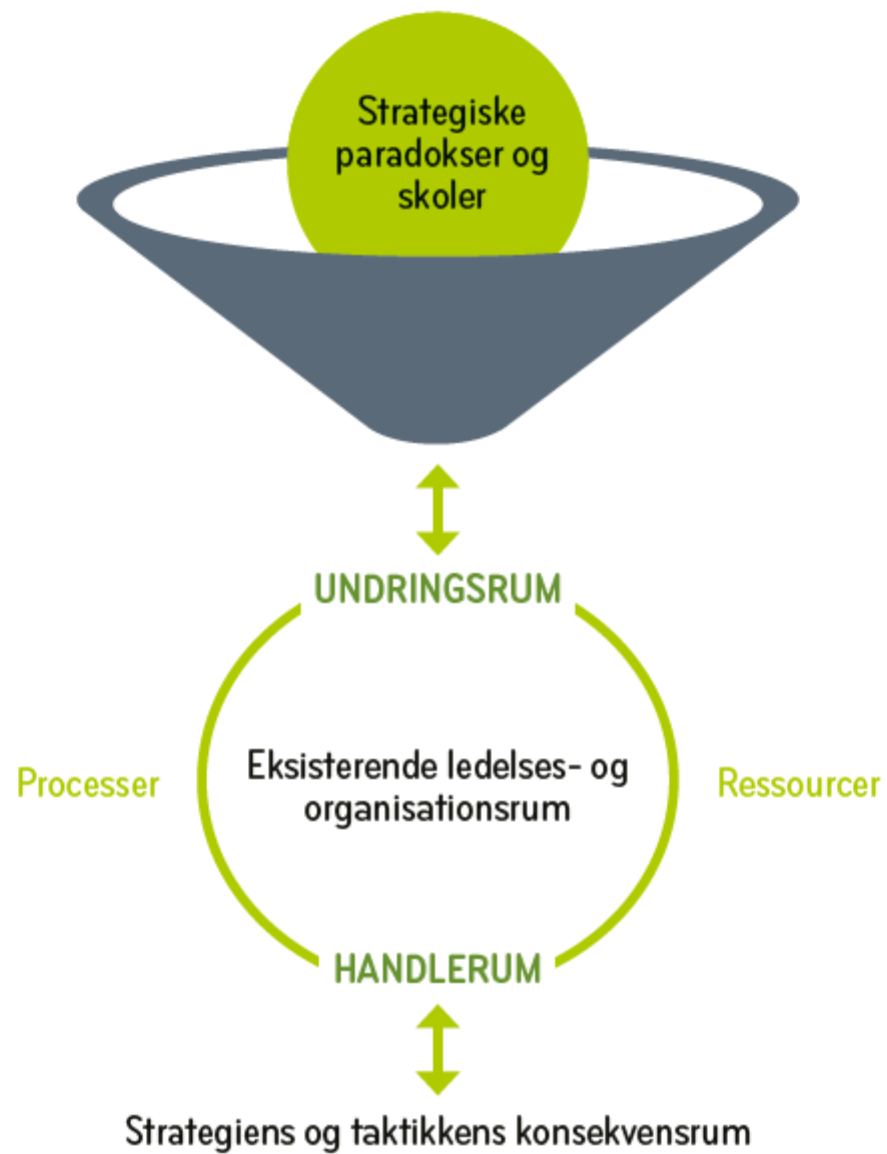 Strategiske
paradokser og
skoler
UNDRINGSRUM
Processer
Eksisterende ledelses- og
organisationsrum
Ressourcer
HANDLERUM
Strategiens og taktikkens konsekvensrum